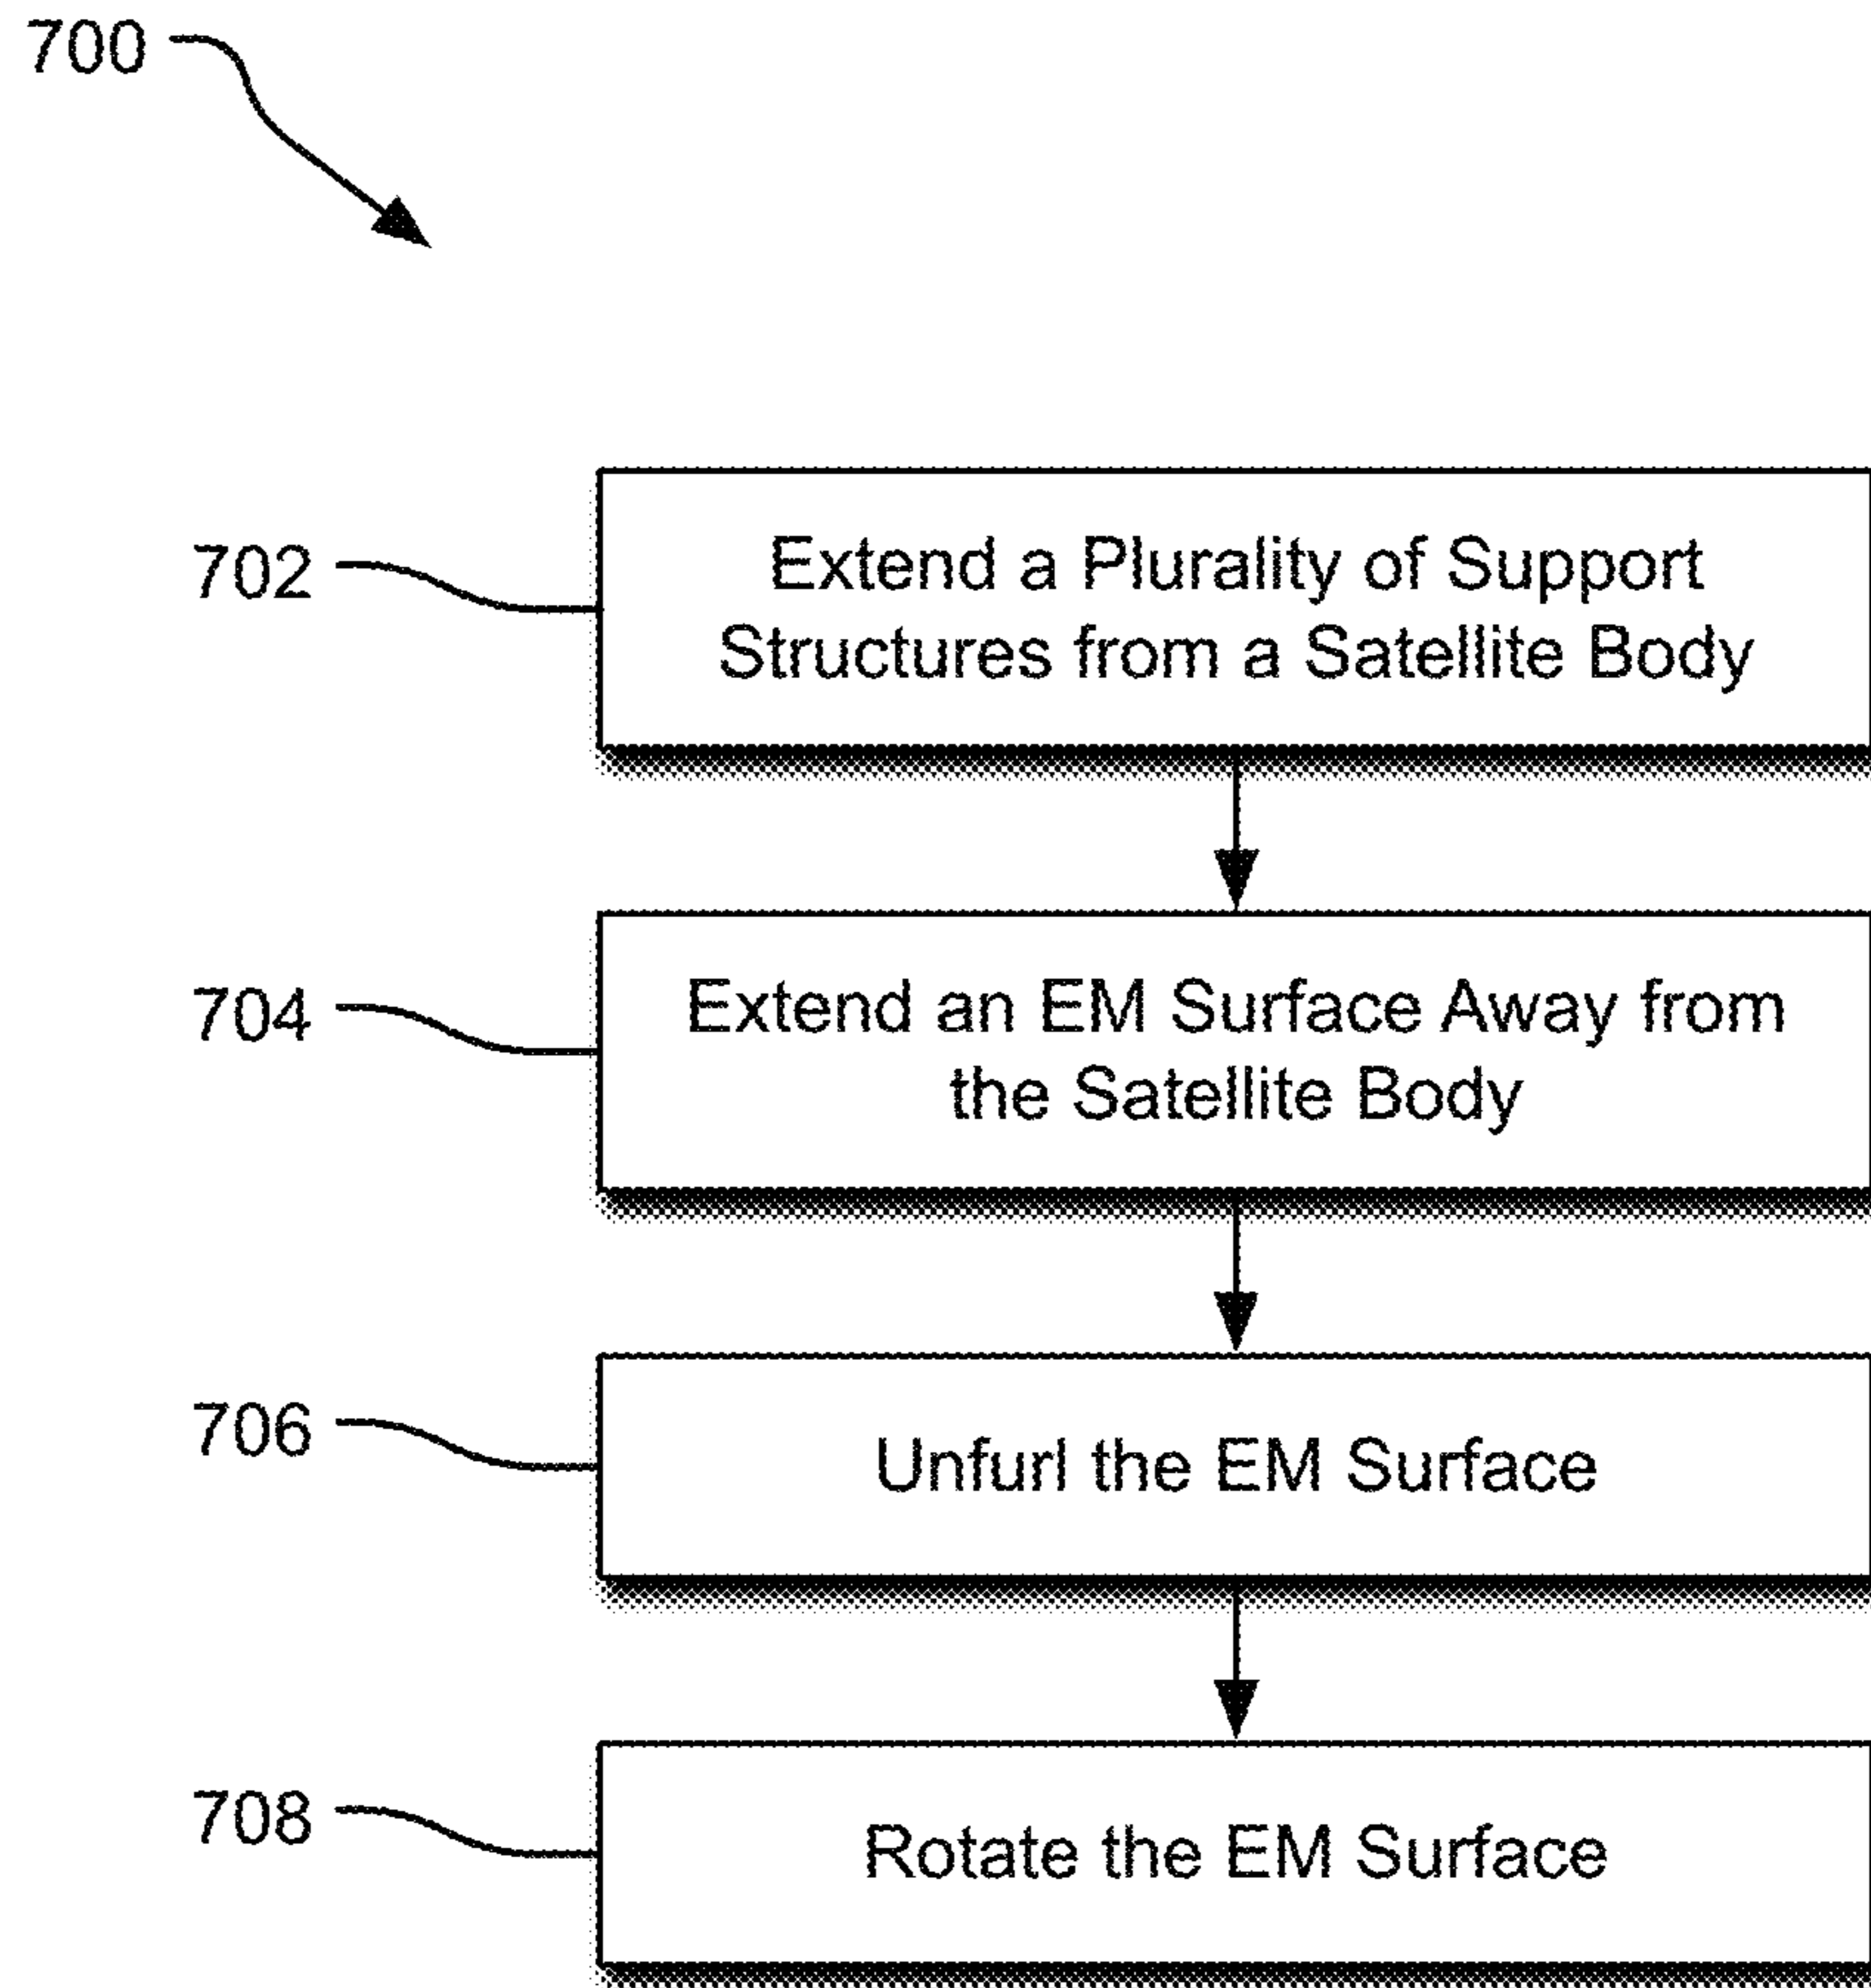 700
702
Extend a Plurality of Support
Structures from a Satellite Body
704
Extend an EM Surface Away from
the Satellite Body
706
Unfurl the EM Surface
708
Rotate the EM Surface